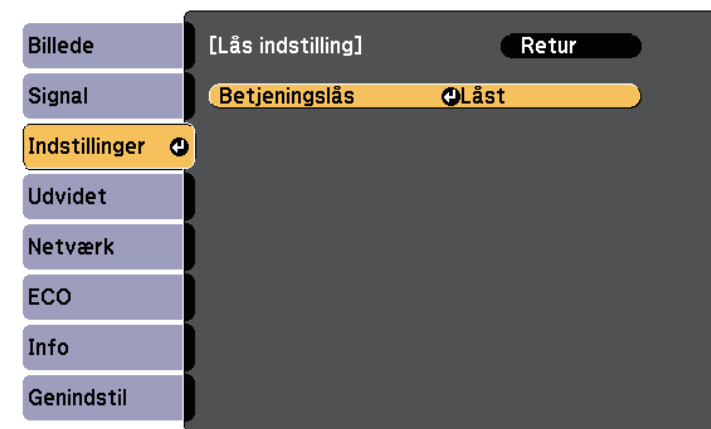 Billede
Signal
Indstillinger
Udvidet
Netværk
ECO
Info
Genindstil
[Lås indstilling] Retur
Betjeningslås Låst